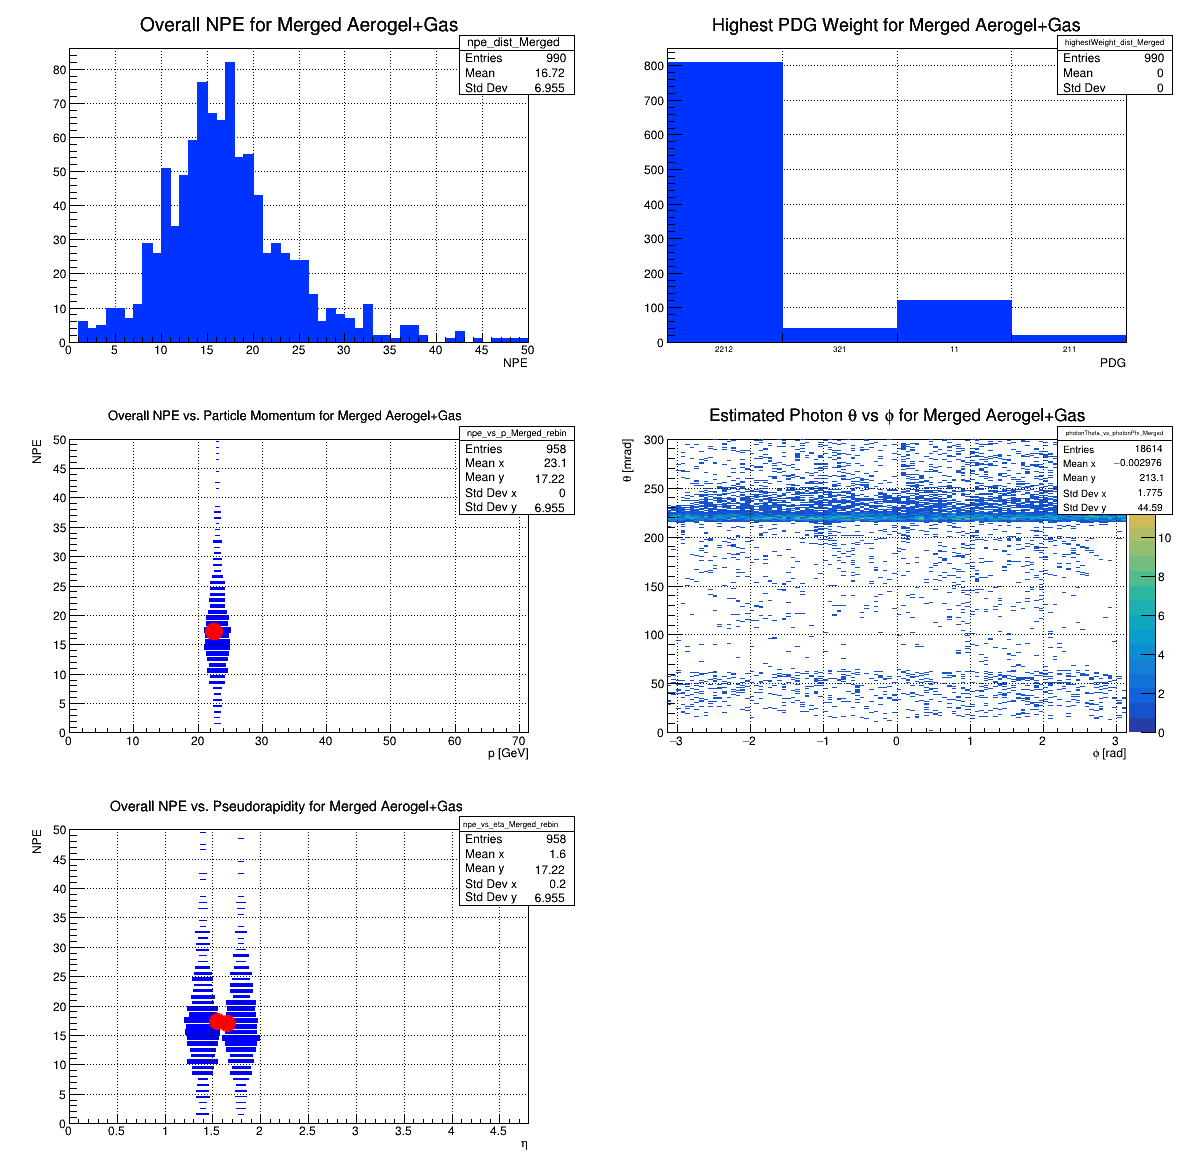 Overall NPE for Merged Aerogel+Gas
npe_dist_Merged
Entries 990
Mean 16.72
Std Dev 6.955
80
70
60
50
40
30
20
10
0
0 5 10 15 20 25 30 35 40 45 50
NPE
Highest PDG Weight for Merged Aerogel+Gas
highestWeight_dist_Merged
Entries 990
Mean 0
Std Dev 0
800
700
600
500
400
300
200
100
0
2212 321 11 211
PDG
Overall NPE vs. Particle Momentum for Merged Aerogel+Gas
npe_vs_p_Merged_rebin
Entries 958
Mean x 23.1
Mean y 17.22
Std Dev x 0
Std Dev y 6.955
NPE
50
45
40
35
30
25
20
15
10
5
0
0 10 20 30 40 50 60 70
p [GeV]
Estimated Photon θ vs ϕ for Merged Aerogel+Gas
photonTheta_vs_photonPhi_Merged
Entries 18614
Mean x −0.002976
Mean y 213.1
Std Dev x 1.775
Std Dev y 44.59
θ [mrad]
300
250
200
150
100
50
0
−3 −2 −1 0 1 2 3
ϕ [rad]
10
8
6
4
2
0
Overall NPE vs. Pseudorapidity for Merged Aerogel+Gas
npe_vs_eta_Merged_rebin
Entries 958
Mean x 1.6
Mean y 17.22
Std Dev x 0.2
Std Dev y 6.955
NPE
50
45
40
35
30
25
20
15
10
5
0
0 0.5 1 1.5 2 2.5 3 3.5 4 4.5
η